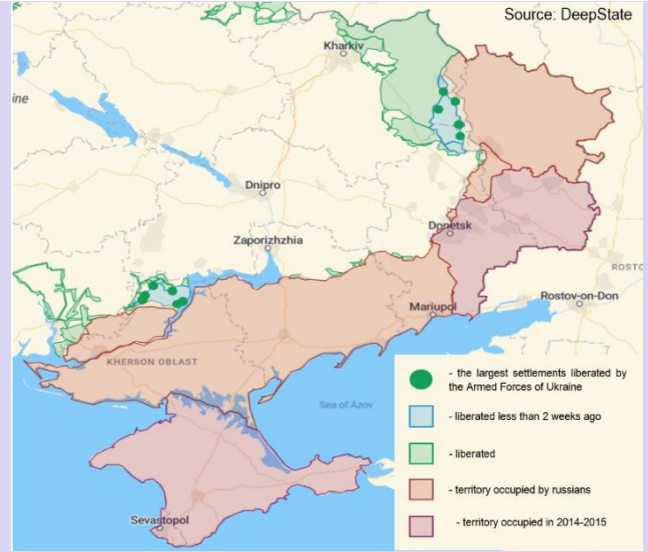 Source: DeepState
Kharkiv
ine
Dnipro
Zaporizhzhia
Donetsk
ROSTO
Mariupol
Rostov-on-Don
KHERSON OBLAST
Sea of Azov
Sevastopol
- the largest settlements liberated by
the Armed Forces of Ukraine
- liberated less than 2 weeks ago
- liberated
- territory occupied by russians
- territory occupied in 2014-2015